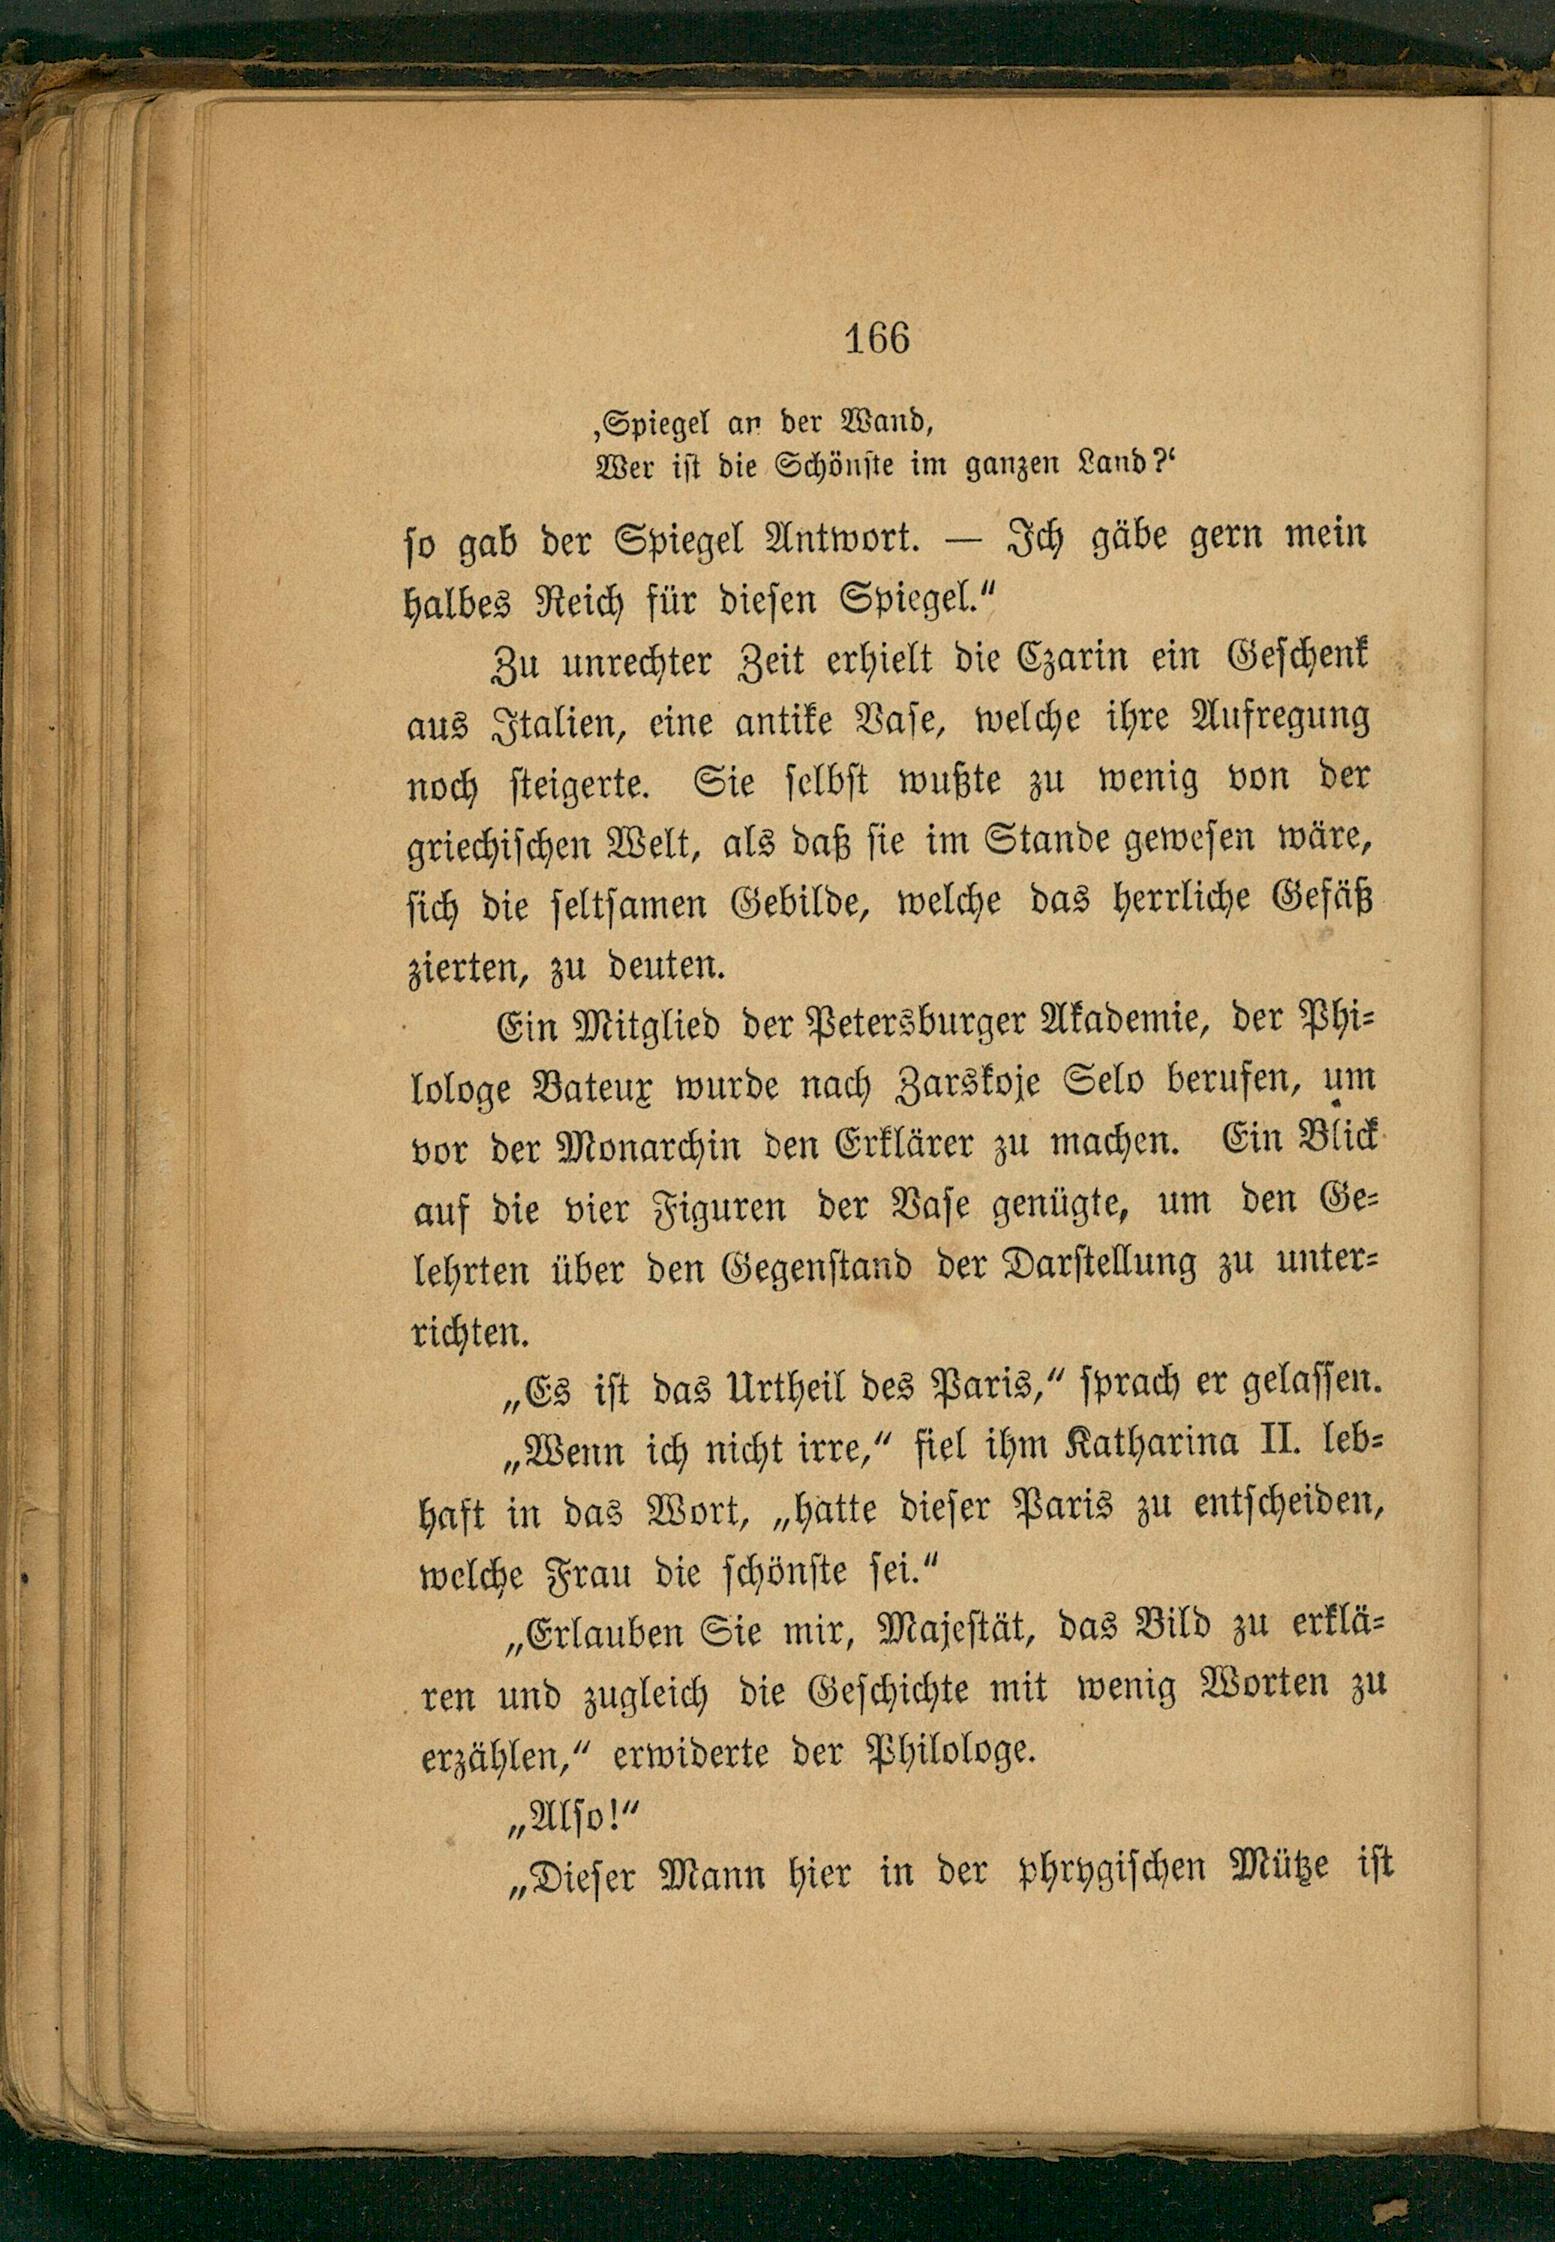 166
‚Spiegel an der Wand,
Wer ist die Schönste im ganzen Land?‘
so gab der Spiegel Antwort. — Ich gäbe gern mein
halbes Reich für diesen Spiegel.“
Zu unrechter Zeit erhielt die Czarin ein Geschenk
aus Italien, eine antike Vase, welche ihre Aufregung
noch steigerte. Sie selbst wußte zu wenig von der
griechischen Welt, als daß sie im Stande gewesen wäre,
sich die seltsamen Gebilde, welche das herrliche Gefäß
zierten, zu deuten.
Ein Mitglied der Petersburger Akademie, der Phi-
lologe Bateux wurde nach Zarskoje Selo berufen, um
vor der Monarchin den Erklärer zu machen. Ein Blick
auf die vier Figuren der Vase genügte, um den Ge-
lehrten über den Gegenstand der Darstellung zu unter-
richten.
„Es ist das Urtheil des Paris,“ sprach er gelassen.
„Wenn ich nicht irre,“ fiel ihm Katharina II. leb-
haft in das Wort, „hatte dieser Paris zu entscheiden,
welche Frau die schönste sei.“
„Erlauben Sie mir, Majestät, das Bild zu erklä-
ren und zugleich die Geschichte mit wenig Worten zu
erzählen,“ erwiderte der Philologe.
„Also!“
„Dieser Mann hier in der phrygischen Mütze ist